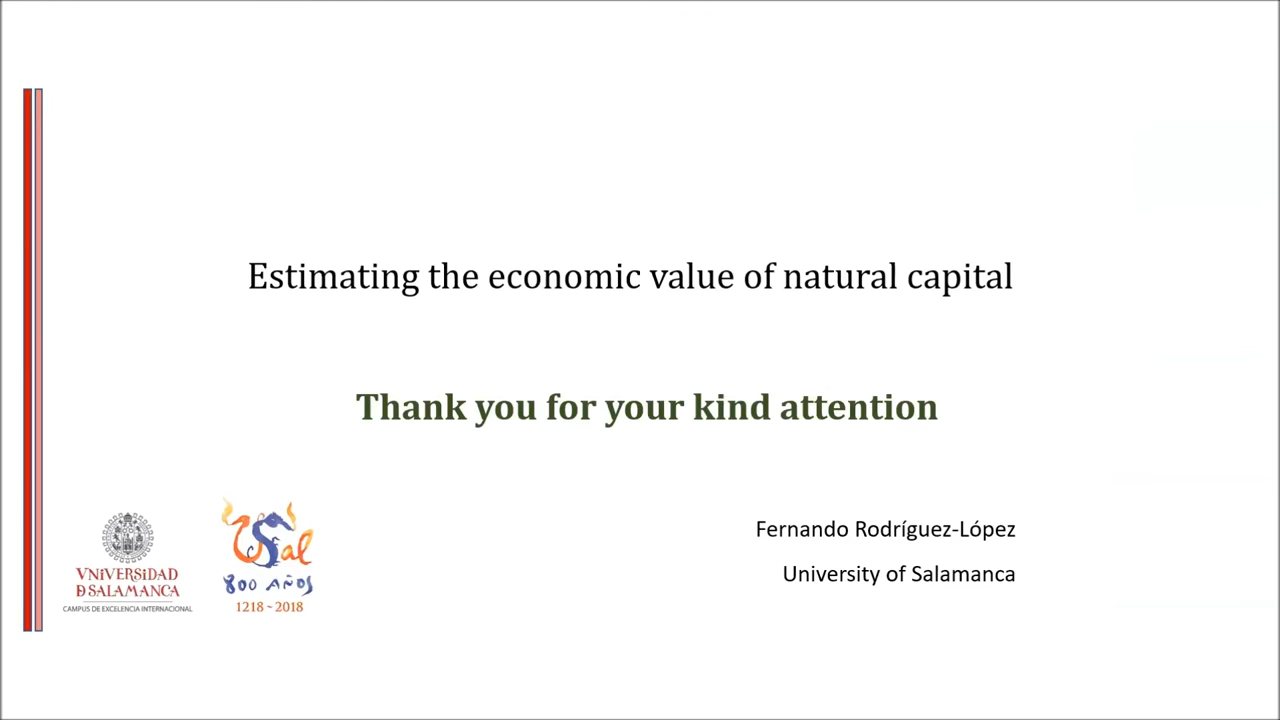 Estimating the economic value of natural capital
Thank you for your kind attention
Fernando Rodríguez-López
University of Salamanca
VNiVERSiDAD
D SALAMANCA
CAMPUS DE EXCELENCIA INTERNACIONAL
USal
800 AÑOS
1218 ~ 2018